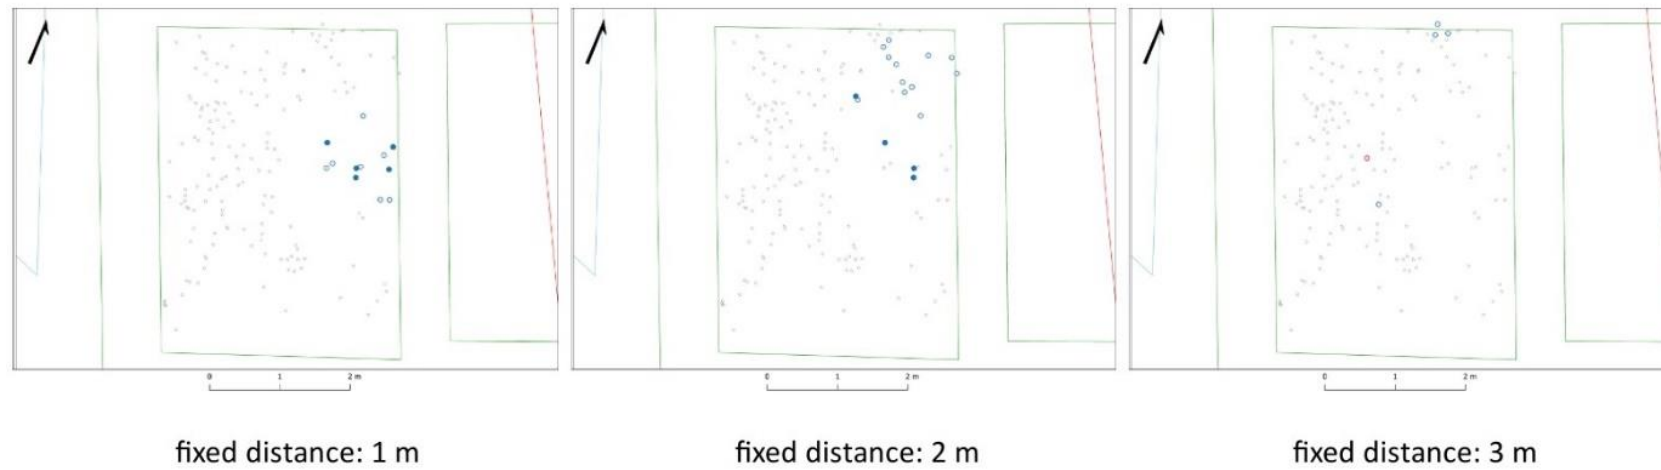 0 1 2 m
0 1 2 m
0 1 2 m
fixed distance: 1 m
fixed distance: 2 m
fixed distance: 3 m